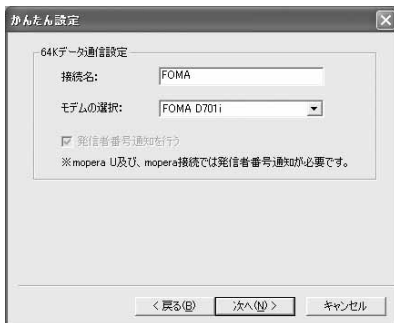 かんたん設定
64Kデータ通信設定
接続名: FOMA
モデムの選択: FOMA D701i
発信者番号通知を行う
※mopera U及び、mopera接続では発信者番号通知が必要です。
< 戻る(B) 次へ(N) > キャンセル